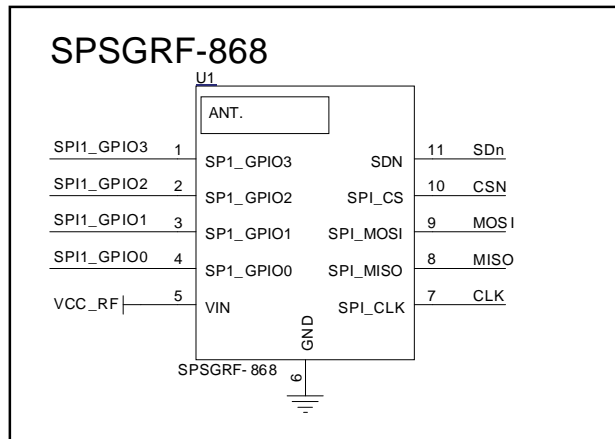 SPSGRF-868
U1
ANT.
SPI1_GPIO3 1 SP1_GPIO3 SDN 11 SDn
SPI1_GPIO2 2 SP1_GPIO2 SPI_CS 10 CSN
SPI1_GPIO1 3 SP1_GPIO1 SPI_MOSI 9 MOSI
SPI1_GPIO0 4 SP1_GPIO0 SPI_MISO 8 MISO
VCC_RF 5 VIN SPI_CLK 7 CLK
GND
SPSGRF-868 6